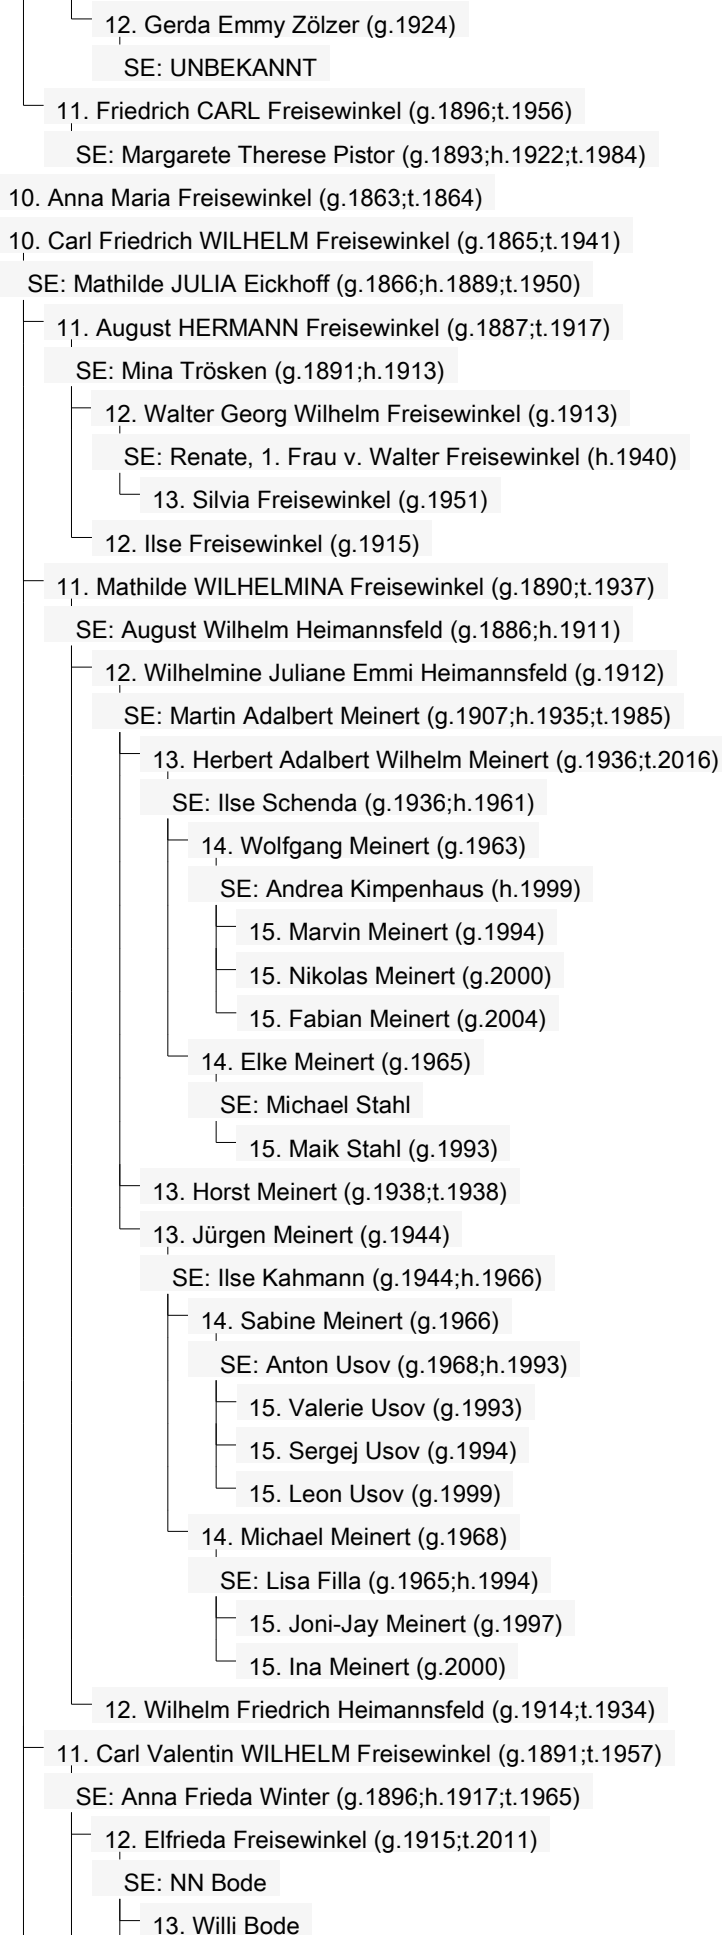 12. Gerda Emmy Zölzer (g.1924)
SE: UNBEKANNT
11. Friedrich CARL Freisewinkel (g.1896;t.1956)
SE: Margarete Therese Pistor (g.1893;h.1922;t.1984)
10. Anna Maria Freisewinkel (g.1863;t.1864)
10. Carl Friedrich WILHELM Freisewinkel (g.1865;t.1941)
SE: Mathilde JULIA Eickhoff (g.1866;h.1889;t.1950)
11. August HERMANN Freisewinkel (g.1887;t.1917)
SE: Mina Trösken (g.1891;h.1913)
12. Walter Georg Wilhelm Freisewinkel (g.1913)
SE: Renate, 1. Frau v. Walter Freisewinkel (h.1940)
13. Silvia Freisewinkel (g.1951)
12. Ilse Freisewinkel (g.1915)
11. Mathilde WILHELMINA Freisewinkel (g.1890;t.1937)
SE: August Wilhelm Heimannsfeld (g.1886;h.1911)
12. Wilhelmine Juliane Emmi Heimannsfeld (g.1912)
SE: Martin Adalbert Meinert (g.1907;h.1935;t.1985)
13. Herbert Adalbert Wilhelm Meinert (g.1936;t.2016)
SE: Ilse Schenda (g.1936;h.1961)
14. Wolfgang Meinert (g.1963)
SE: Andrea Kimpenhaus (h.1999)
15. Marvin Meinert (g.1994)
15. Nikolas Meinert (g.2000)
15. Fabian Meinert (g.2004)
14. Elke Meinert (g.1965)
SE: Michael Stahl
15. Maik Stahl (g.1993)
13. Horst Meinert (g.1938;t.1938)
13. Jürgen Meinert (g.1944)
SE: Ilse Kahmann (g.1944;h.1966)
14. Sabine Meinert (g.1966)
SE: Anton Usov (g.1968;h.1993)
15. Valerie Usov (g.1993)
15. Sergej Usov (g.1994)
15. Leon Usov (g.1999)
14. Michael Meinert (g.1968)
SE: Lisa Filla (g.1965;h.1994)
15. Joni-Jay Meinert (g.1997)
15. Ina Meinert (g.2000)
12. Wilhelm Friedrich Heimannsfeld (g.1914;t.1934)
11. Carl Valentin WILHELM Freisewinkel (g.1891;t.1957)
SE: Anna Frieda Winter (g.1896;h.1917;t.1965)
12. Elfrieda Freisewinkel (g.1915;t.2011)
SE: NN Bode
13. Willi Bode